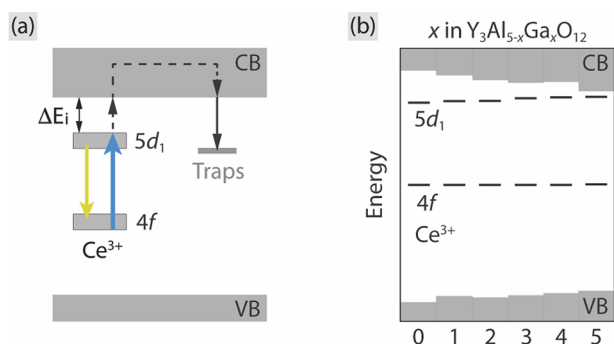 (a)
CB
ΔEi
5d1
Traps
4f
Ce3+
VB
(b)
x in Y3Al5-xGaxO12
CB
5d1
Energy
4f
Ce3+
VB
0 1 2 3 4 5